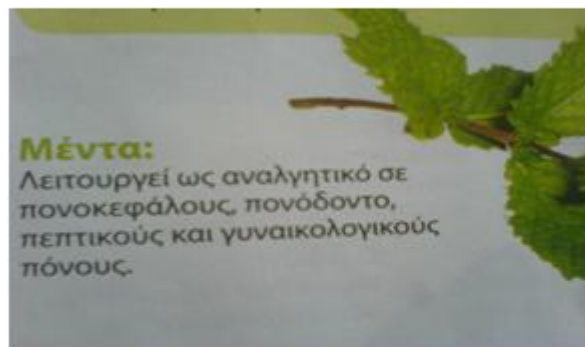 Μέντα:
Λειτουργεί ως αναλγητικό σε
πονοκεφάλους, πονόδοντο,
πεπτικούς και γυναικολογικούς
πόνους.